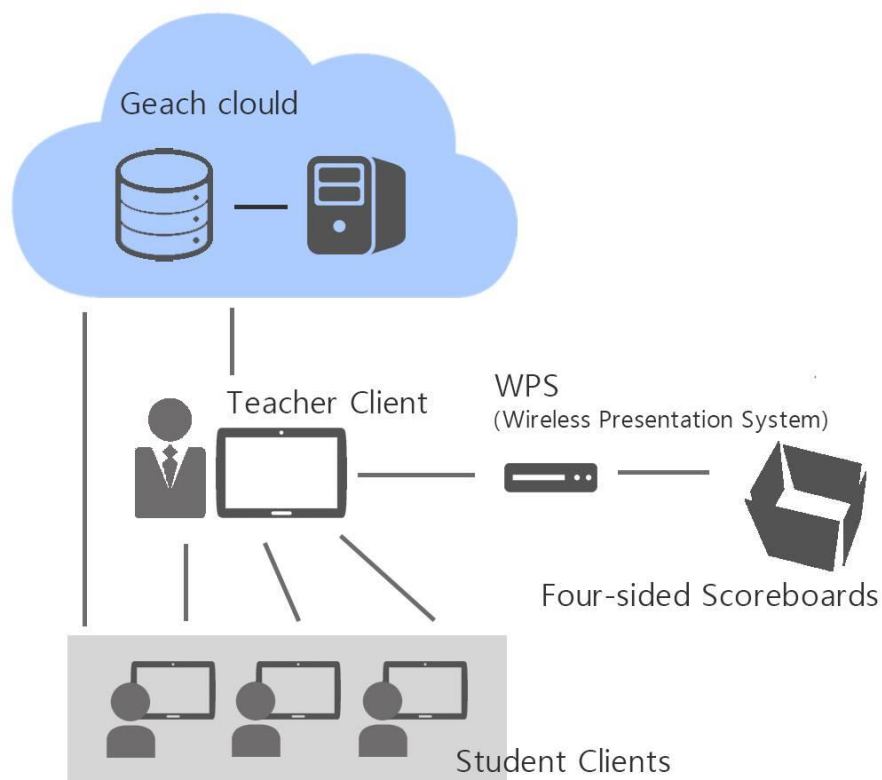 Geach clould
Teacher Client
WPS
(Wireless Presentation System)
Four-sided Scoreboards
Student Clients